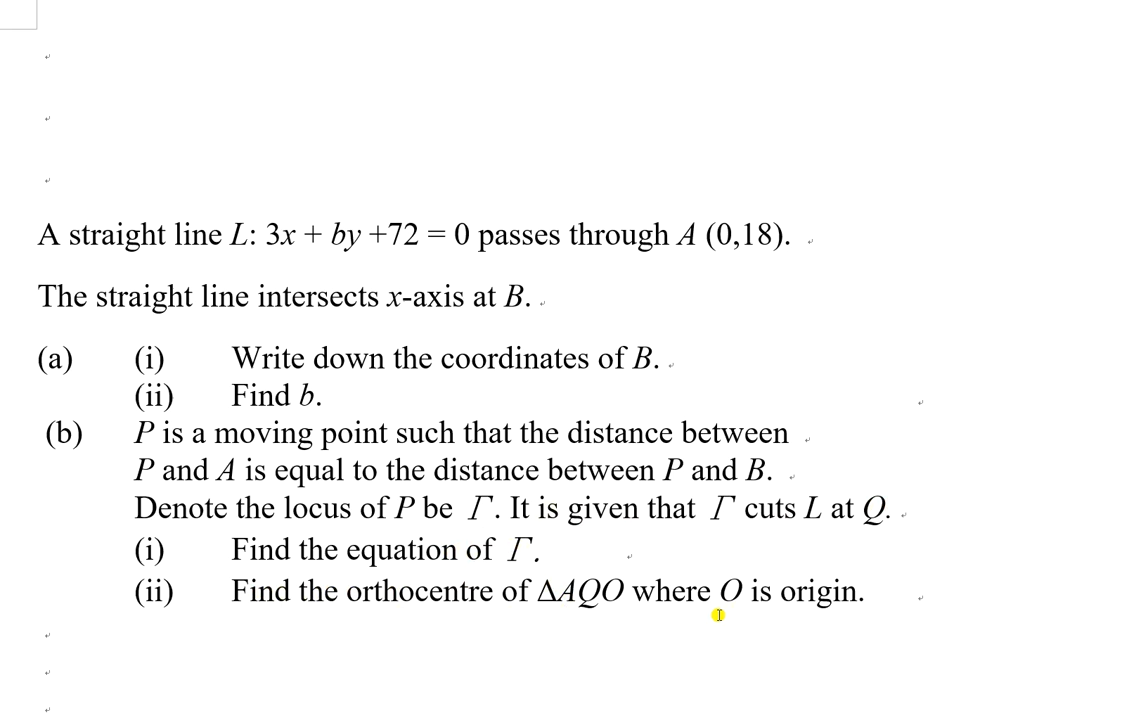 A straight line L: 3x + by +72 = 0 passes through A (0,18).
The straight line intersects x-axis at B.
(a) (i) Write down the coordinates of B.
(ii) Find b.
(b) P is a moving point such that the distance between
P and A is equal to the distance between P and B.
Denote the locus of P be Γ. It is given that Γ cuts L at Q.
(i) Find the equation of Γ.
(ii) Find the orthocentre of ΔAQO where O is origin.